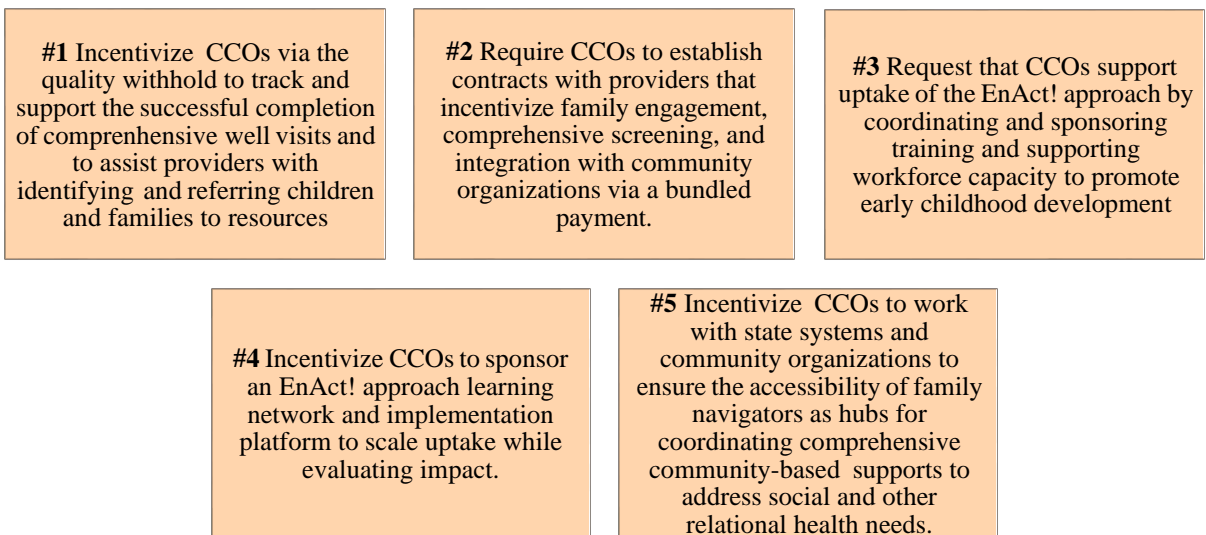 #1 Incentivize CCOs via the
quality withhold to track and
support the successful completion
of comprenhensive well visits and
to assist providers with
identifying and referring children
and families to resources
#2 Require CCOs to establish
contracts with providers that
incentivize family engagement,
comprehensive screening, and
integration with community
organizations via a bundled
payment.
#3 Request that CCOs support
uptake of the EnAct! approach by
coordinating and sponsoring
training and supporting
workforce capacity to promote
early childhood development
#4 Incentivize CCOs to sponsor
an EnAct! approach learning
network and implementation
platform to scale uptake while
evaluating impact.
#5 Incentivize CCOs to work
with state systems and
community organizations to
ensure the accessibility of family
navigators as hubs for
coordinating comprehensive
community-based supports to
address social and other
relational health needs.